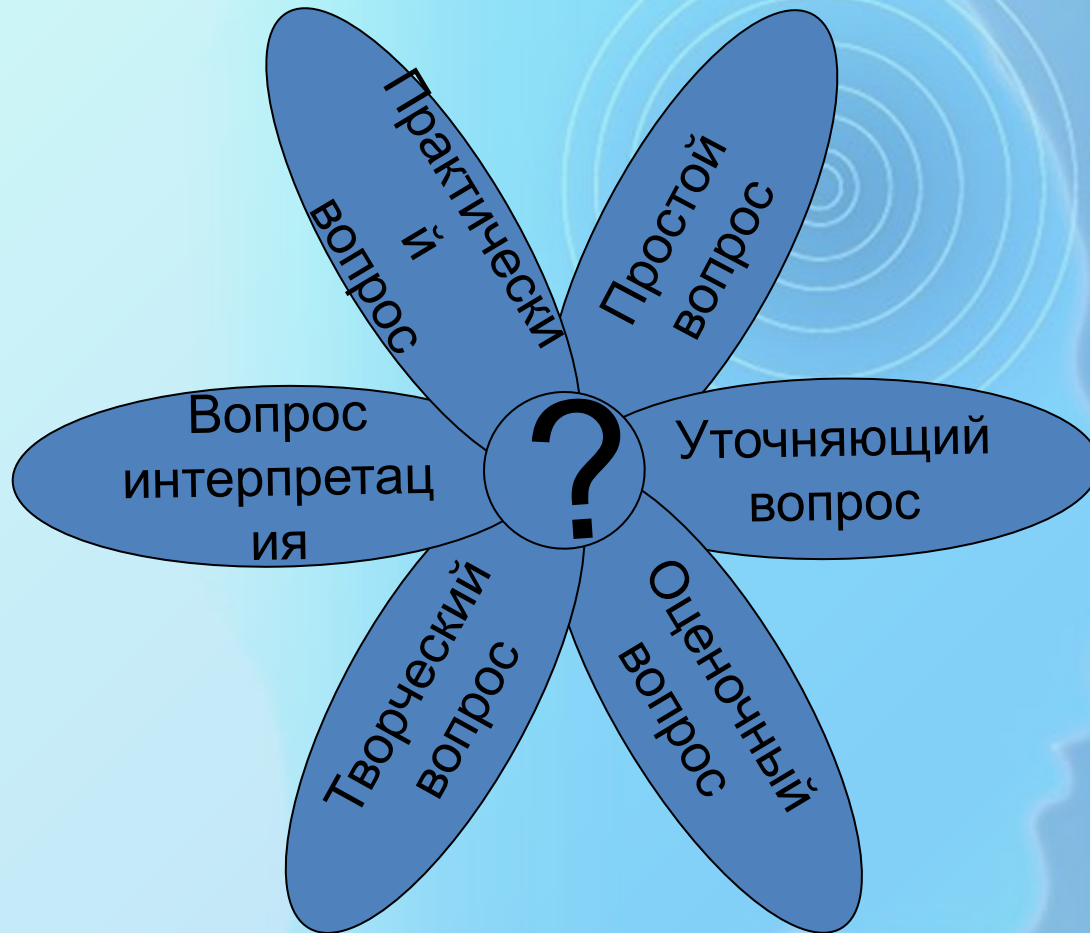 Практически
й
вопрос
Простой
вопрос
Вопрос
интерпретац
ия
?
Уточняющий
вопрос
Творческий
вопрос
Оценочный
вопрос